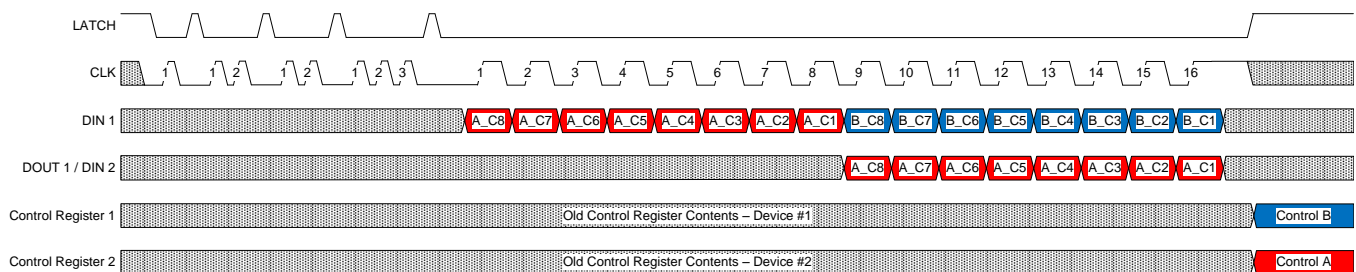 LATCH
CLK 1 1 2 1 2 1 2 3 1 2 3 4 5 6 7 8 9 10 11 12 13 14 15 16
DIN 1 A_C8 A_C7 A_C6 A_C5 A_C4 A_C3 A_C2 A_C1 B_C8 B_C7 B_C6 B_C5 B_C4 B_C3 B_C2 B_C1
DOUT 1 / DIN 2 A_C8 A_C7 A_C6 A_C5 A_C4 A_C3 A_C2 A_C1
Control Register 1 Old Control Register Contents – Device #1 Control B
Control Register 2 Old Control Register Contents – Device #2 Control A